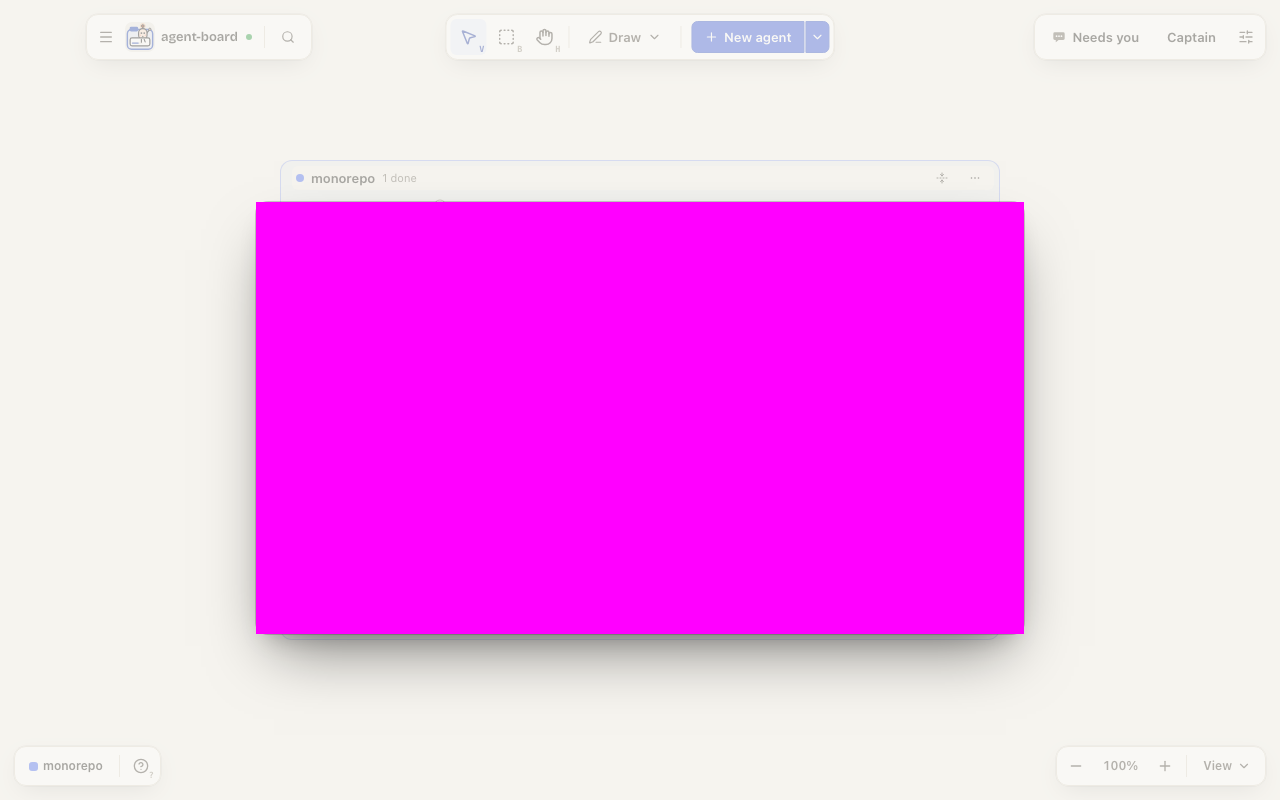 agent-board
V
B
H
Draw
New agent
Needs you
Captain
monorepo 1 done
monorepo
?
100%
View